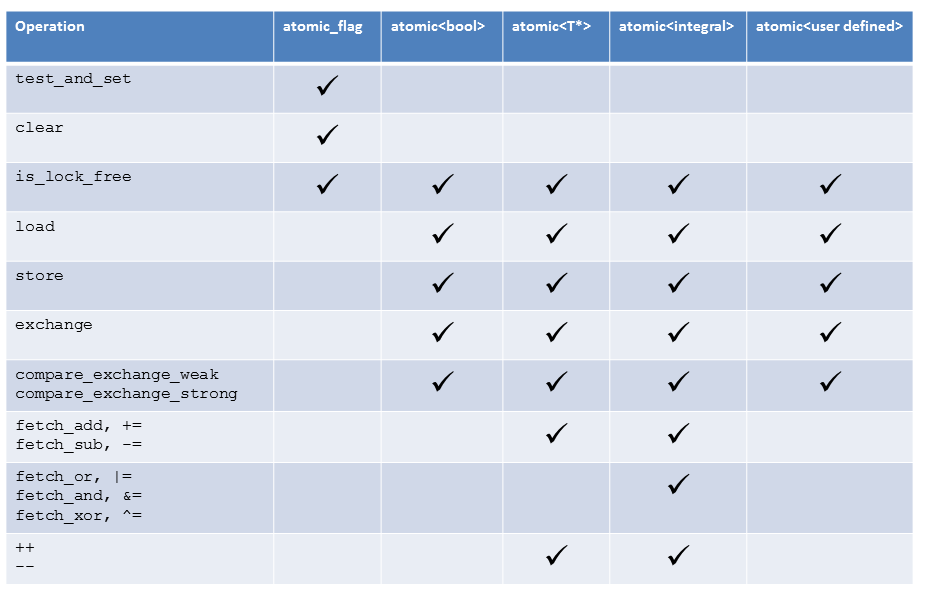 Operation atomic_flag atomic<bool> atomic<T*> atomic<integral> atomic<user defined>
test_and_set ✓
clear ✓
is_lock_free ✓ ✓ ✓ ✓ ✓
load ✓ ✓ ✓ ✓
store ✓ ✓ ✓ ✓
exchange ✓ ✓ ✓ ✓
compare_exchange_weak
compare_exchange_strong ✓ ✓ ✓ ✓
fetch_add, +=
fetch_sub, -= ✓ ✓
fetch_or, |=
fetch_and, &=
fetch_xor, ^= ✓
++
-- ✓ ✓